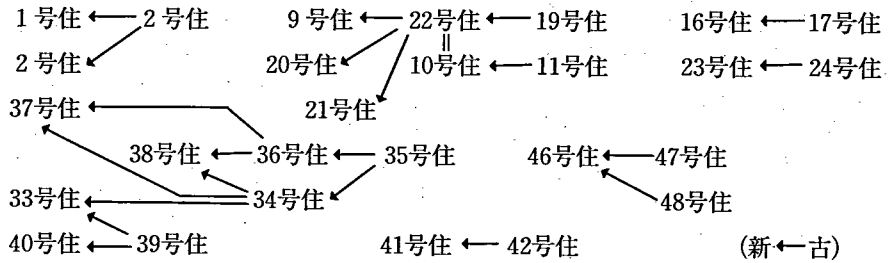 1号住 ← 2号住 9号住 ← 22号住 ← 19号住 16号住 ← 17号住
2号住 20号住 10号住 ← 11号住 23号住 ← 24号住
37号住 21号住
38号住 ← 36号住 ← 35号住 46号住 ← 47号住
33号住 34号住 48号住
40号住 ← 39号住 41号住 ← 42号住 (新←古)